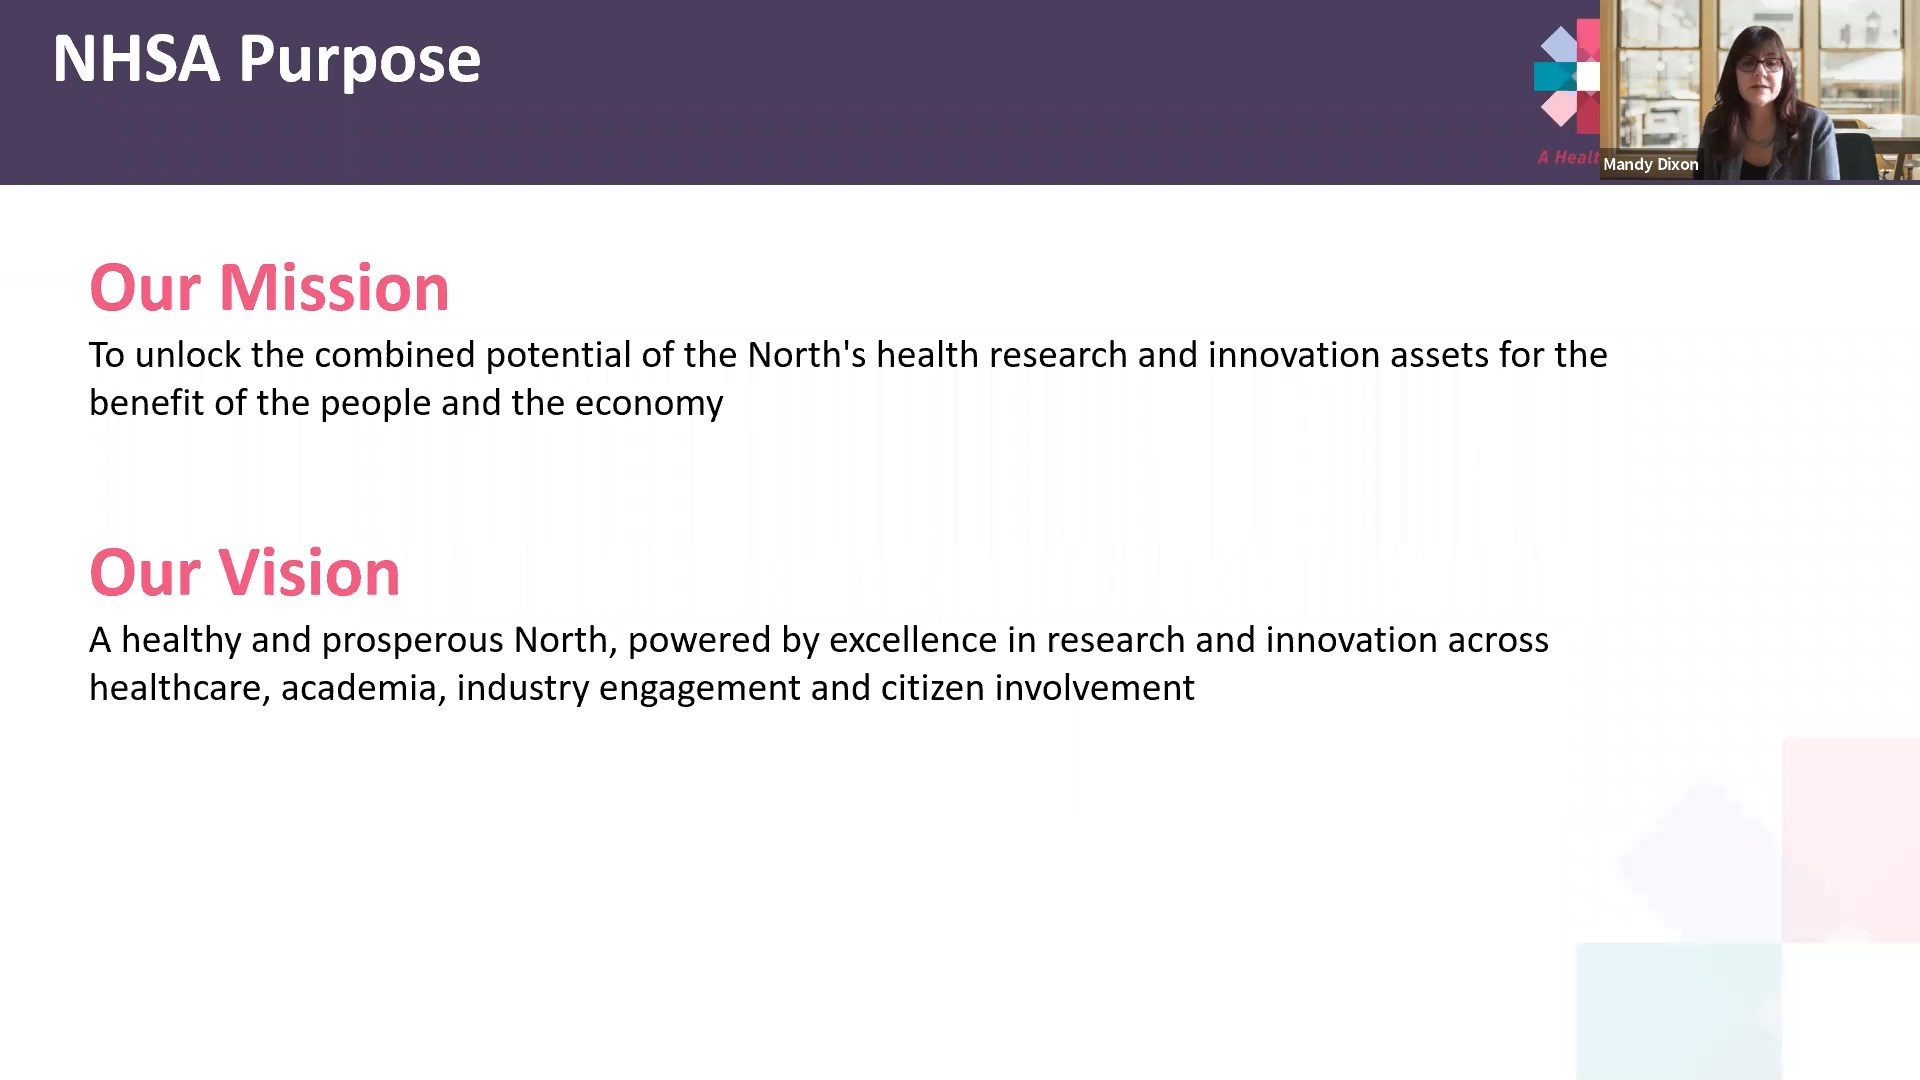 NHSA Purpose
A Healt
Mandy Dixon
Our Mission
To unlock the combined potential of the North's health research and innovation assets for the
benefit of the people and the economy
Our Vision
A healthy and prosperous North, powered by excellence in research and innovation across
healthcare, academia, industry engagement and citizen involvement